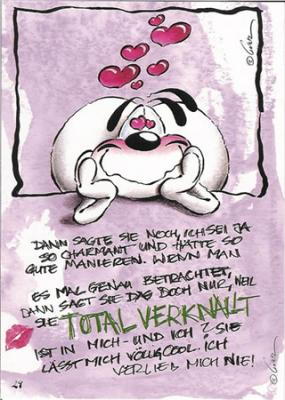 DANN SAGTE SIE NOCH, ICH SEI JA
SO CHARMANT UND HÄTTE SO
GUTE MANIEREN. WENN MAN
ES MAL GENAU BETRACHTET,
DANN SAGT SIE DAS DOCH NUR, WEIL
SIE TOTAL VERKNALLT
IST IN MICH - UND ICH? SIE
LÄSST MICH VÖLLIG COOL. ICH
VERLIEB MICH NIE!